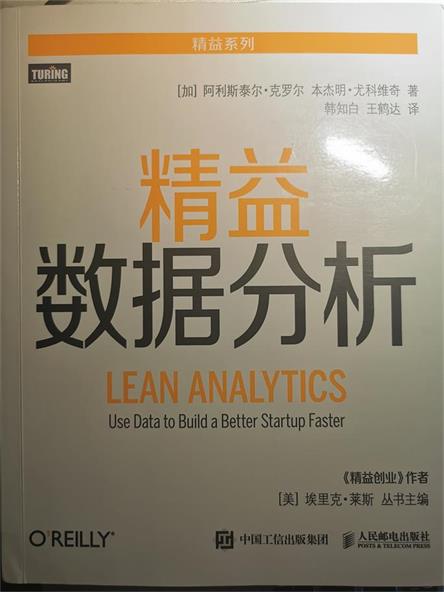 精益系列
TURING
[加] 阿利斯泰尔·克罗尔 本杰明·尤科维奇 著
韩知白 王鹤达 译
精益
数据分析
LEAN ANALYTICS
Use Data to Build a Better Startup Faster
《精益创业》作者
[美] 埃里克·莱斯 丛书主编
O'REILLY®
中国工信出版集团
人民邮电出版社
POSTS & TELECOM PRESS